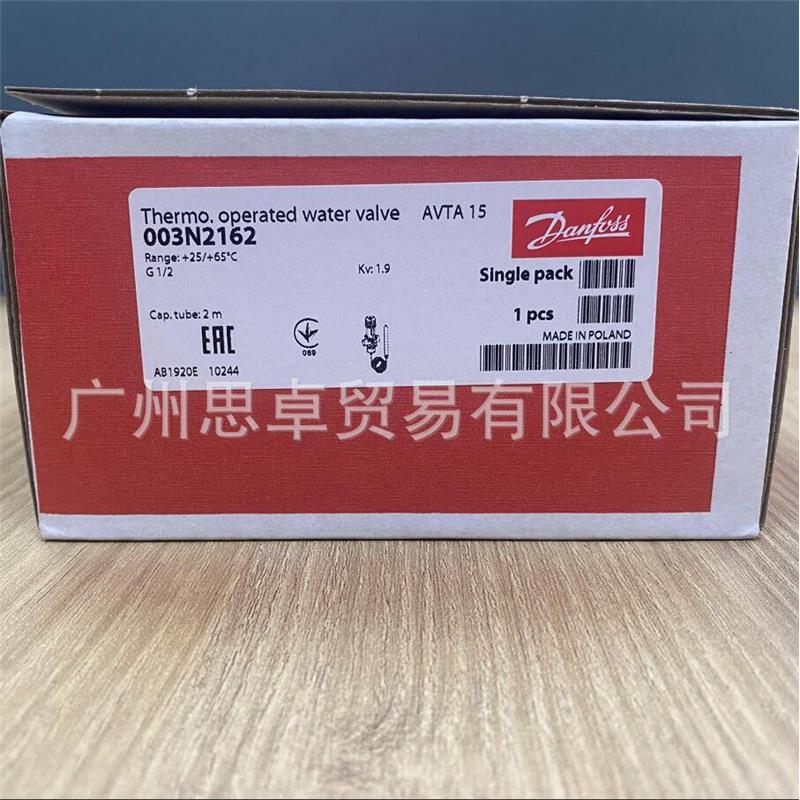 Thermo. operated water valve AVTA 15
003N2162
Range: +25/+65°C
G 1/2 Kv: 1.9
Danfoss
Single pack
1 pcs
Cap. tube: 2 m
MADE IN POLAND
EAC
089
AB1920E 10244
广州思卓贸易有限公司